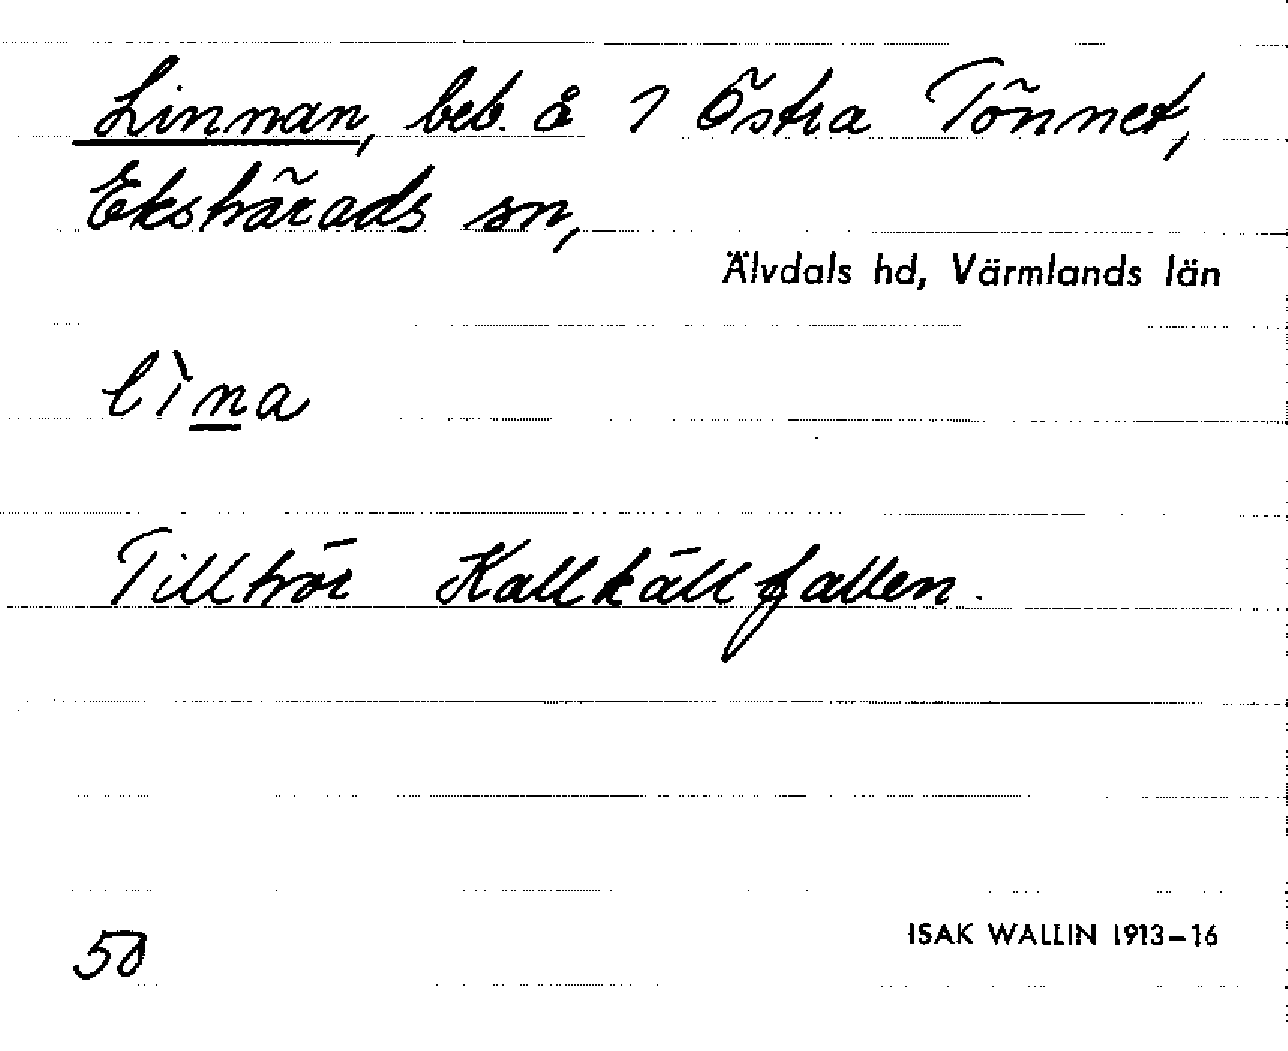 Linnan, beb. å 1 Östra Tönnet,
Ekshärads sn,
Älvdals hd, Värmlands län
lìna
Tillhör Kallkällfallen.
50
ISAK WALLIN 1913–16